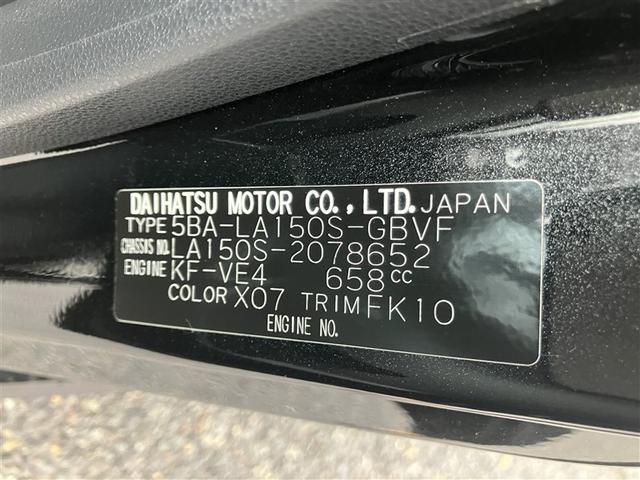 DAIHATSU MOTOR CO., LTD. JAPAN
TYPE 5BA-LA150S-GBVF
CHASSIS NO. LA150S-2078652
ENGINE KF-VE4 658cc
COLOR X07 TRIM FK10
ENGINE NO.